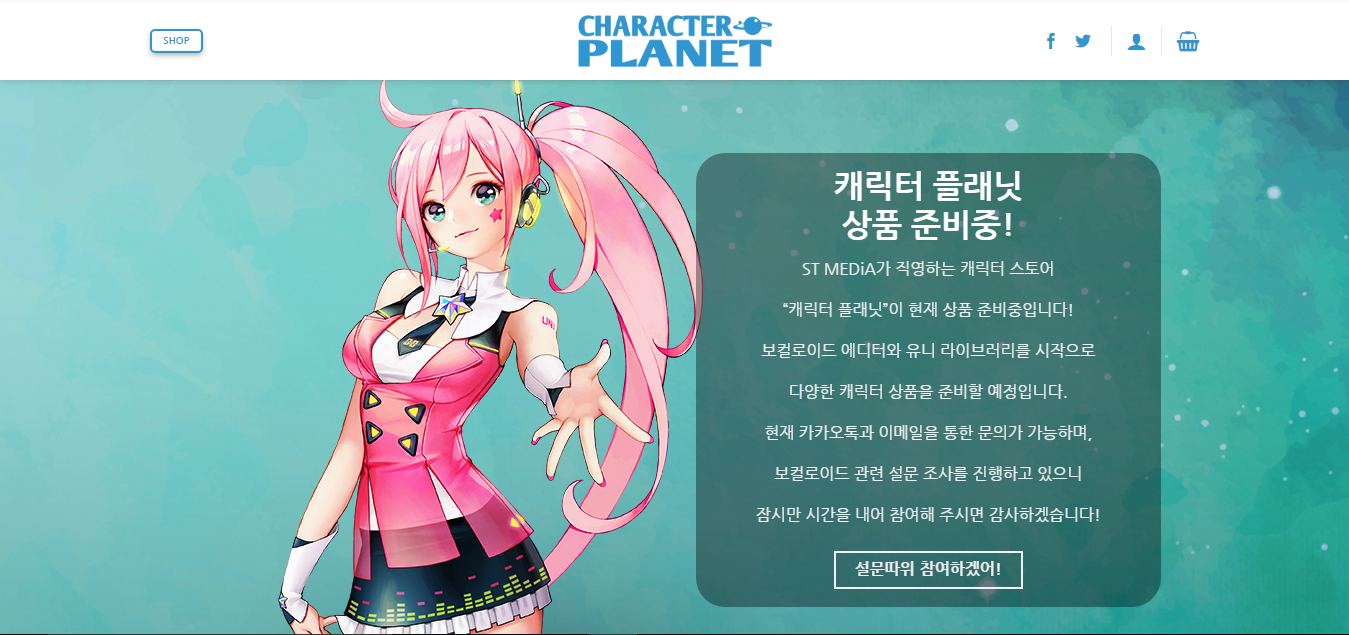 SHOP
CHARACTER
PLANET
캐릭터 플래닛
상품 준비중!
ST MEDiA가 직영하는 캐릭터 스토어
“캐릭터 플래닛”이 현재 상품 준비중입니다!
보컬로이드 에디터와 유니 라이브러리를 시작으로
다양한 캐릭터 상품을 준비할 예정입니다.
현재 카카오톡과 이메일을 통한 문의가 가능하며,
보컬로이드 관련 설문 조사를 진행하고 있으니
잠시만 시간을 내어 참여해 주시면 감사하겠습니다!
설문따위 참여하겠어!
UNI